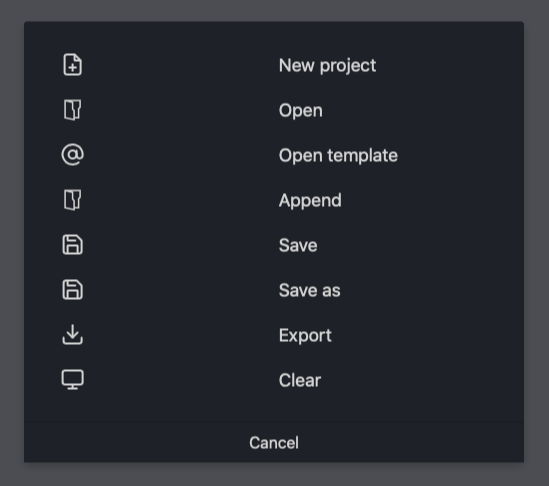 New project
Open
Open template
Append
Save
Save as
Export
Clear
Cancel